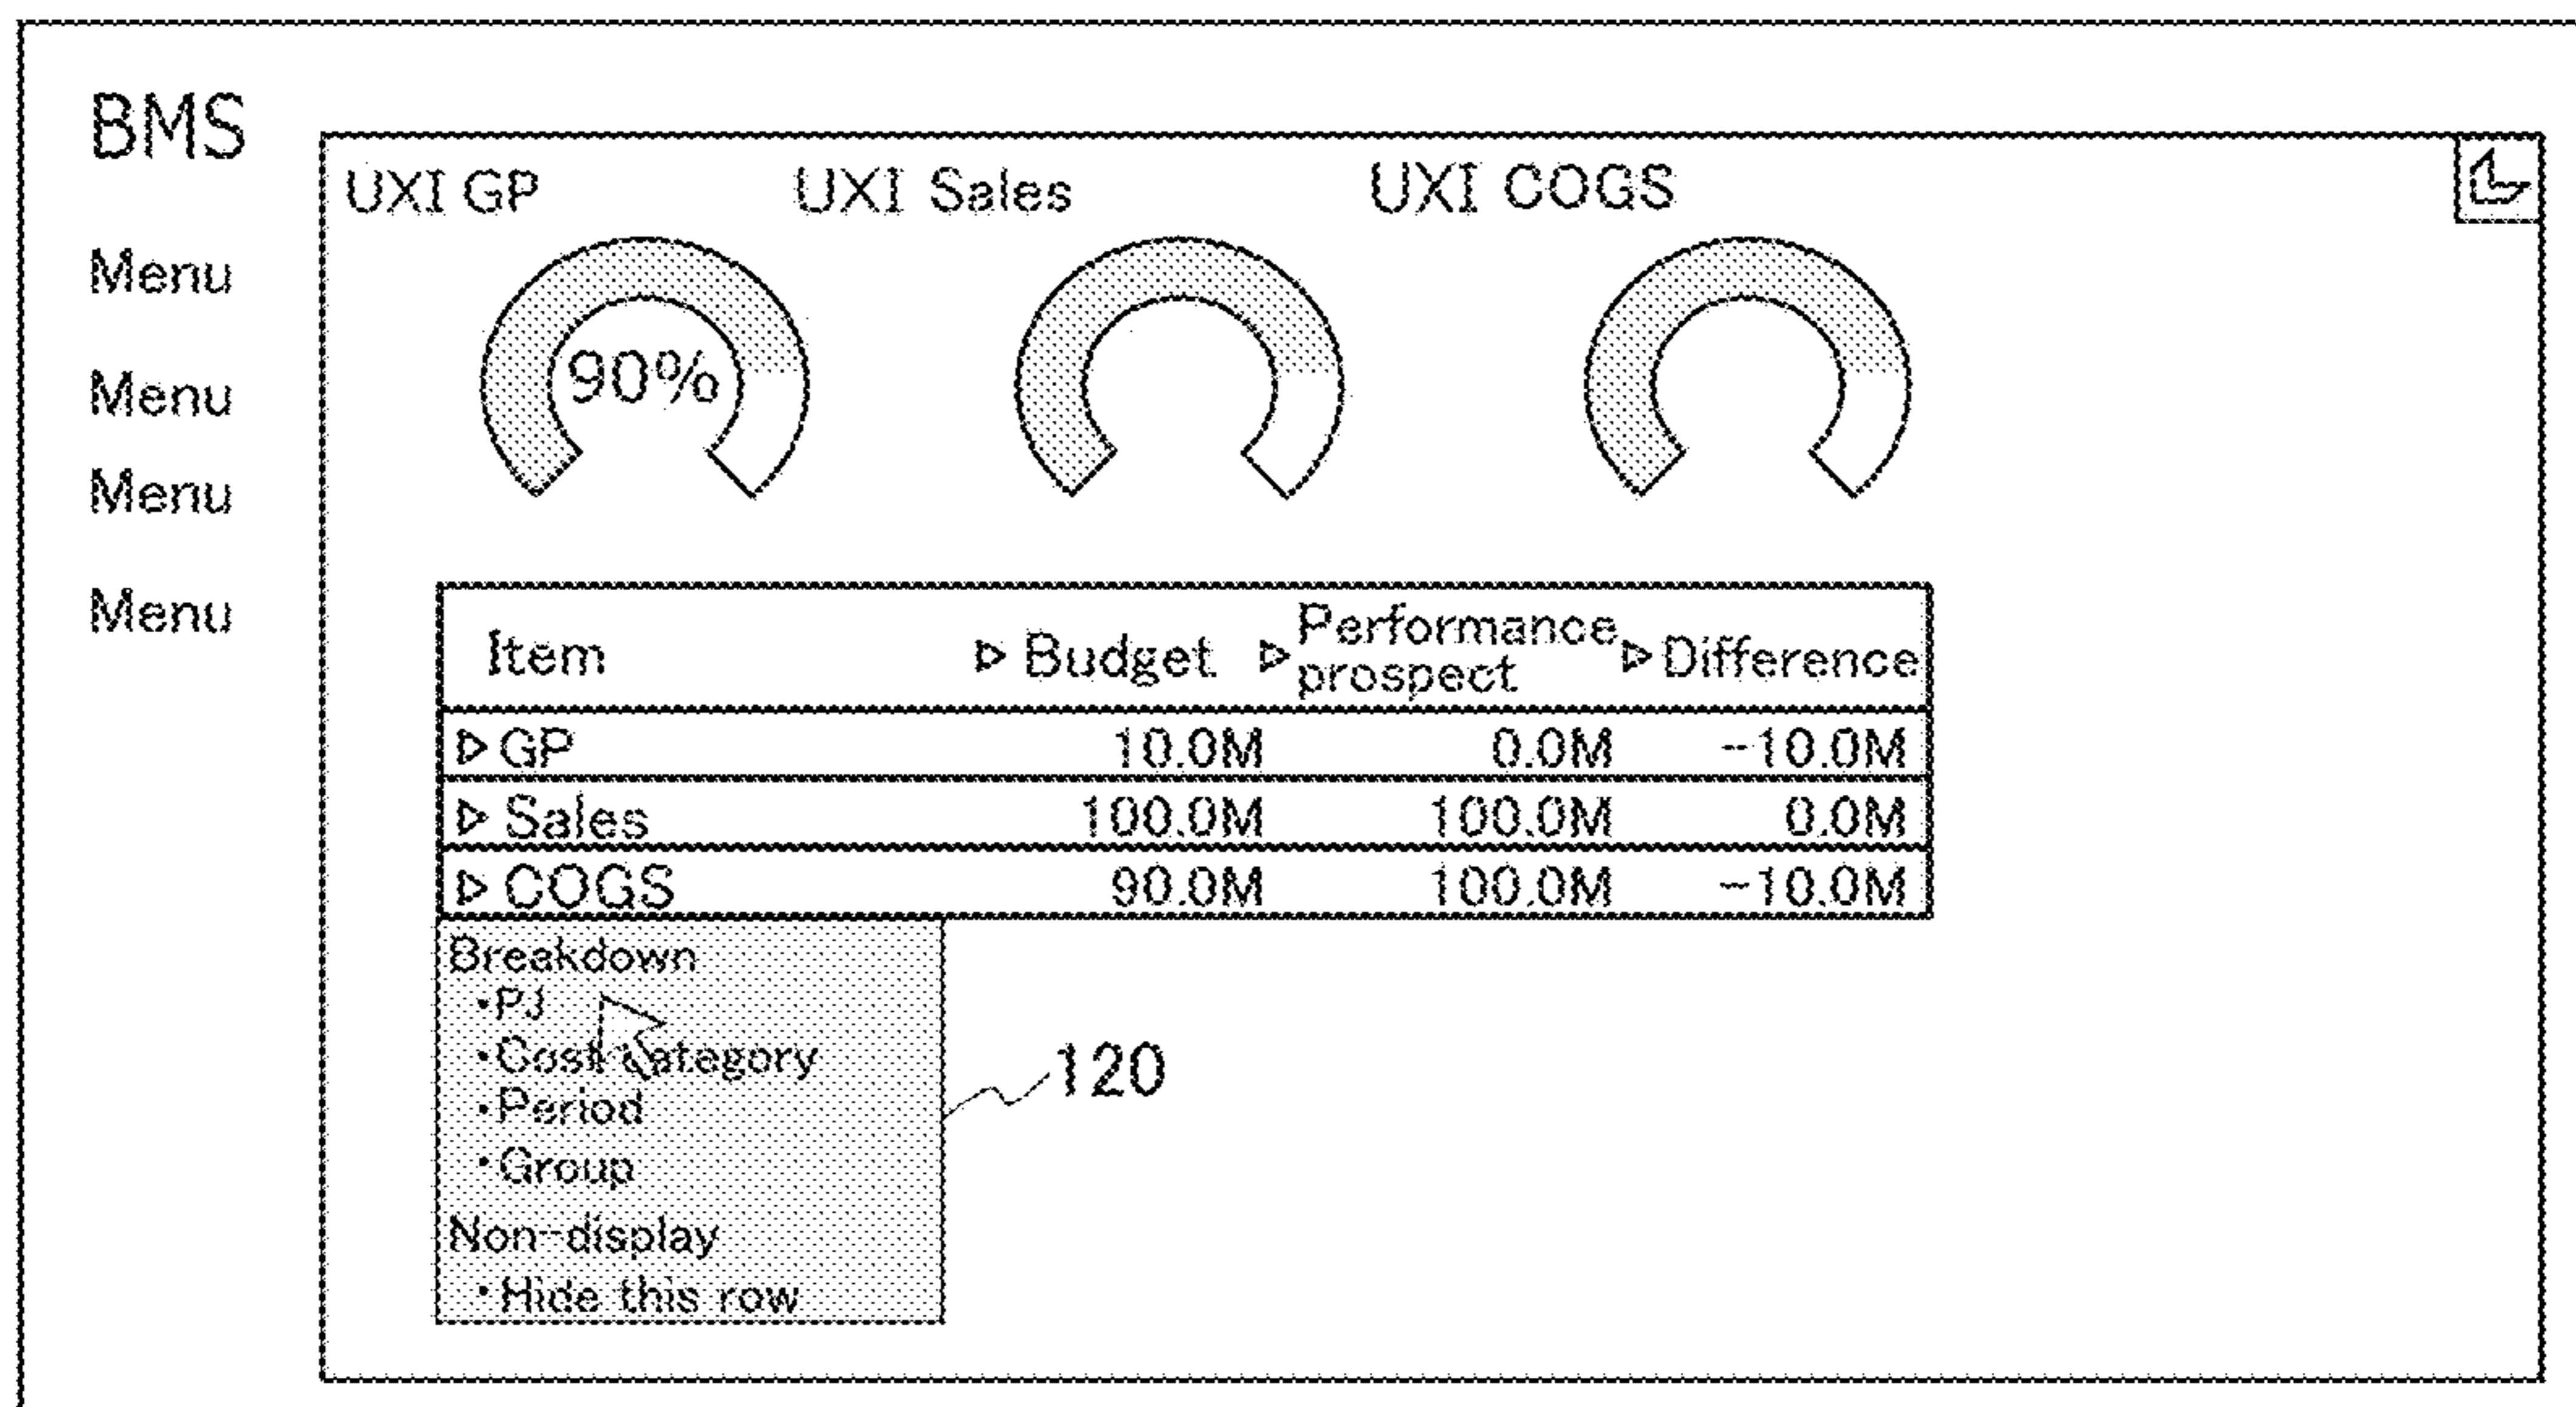 BMS
Menu
Menu
Menu
Menu
UXI GP UXI Sales UXI COGS
90%
Item ▷ Budget ▷ Performance prospect ▷ Difference
▷ GP 10.0M 0.0M -10.0M
▷ Sales 100.0M 100.0M 0.0M
▷ COGS 90.0M 100.0M -10.0M
Breakdown
・PJ
・Cost category
・Period
・Group
Non-display
・Hide this row
120